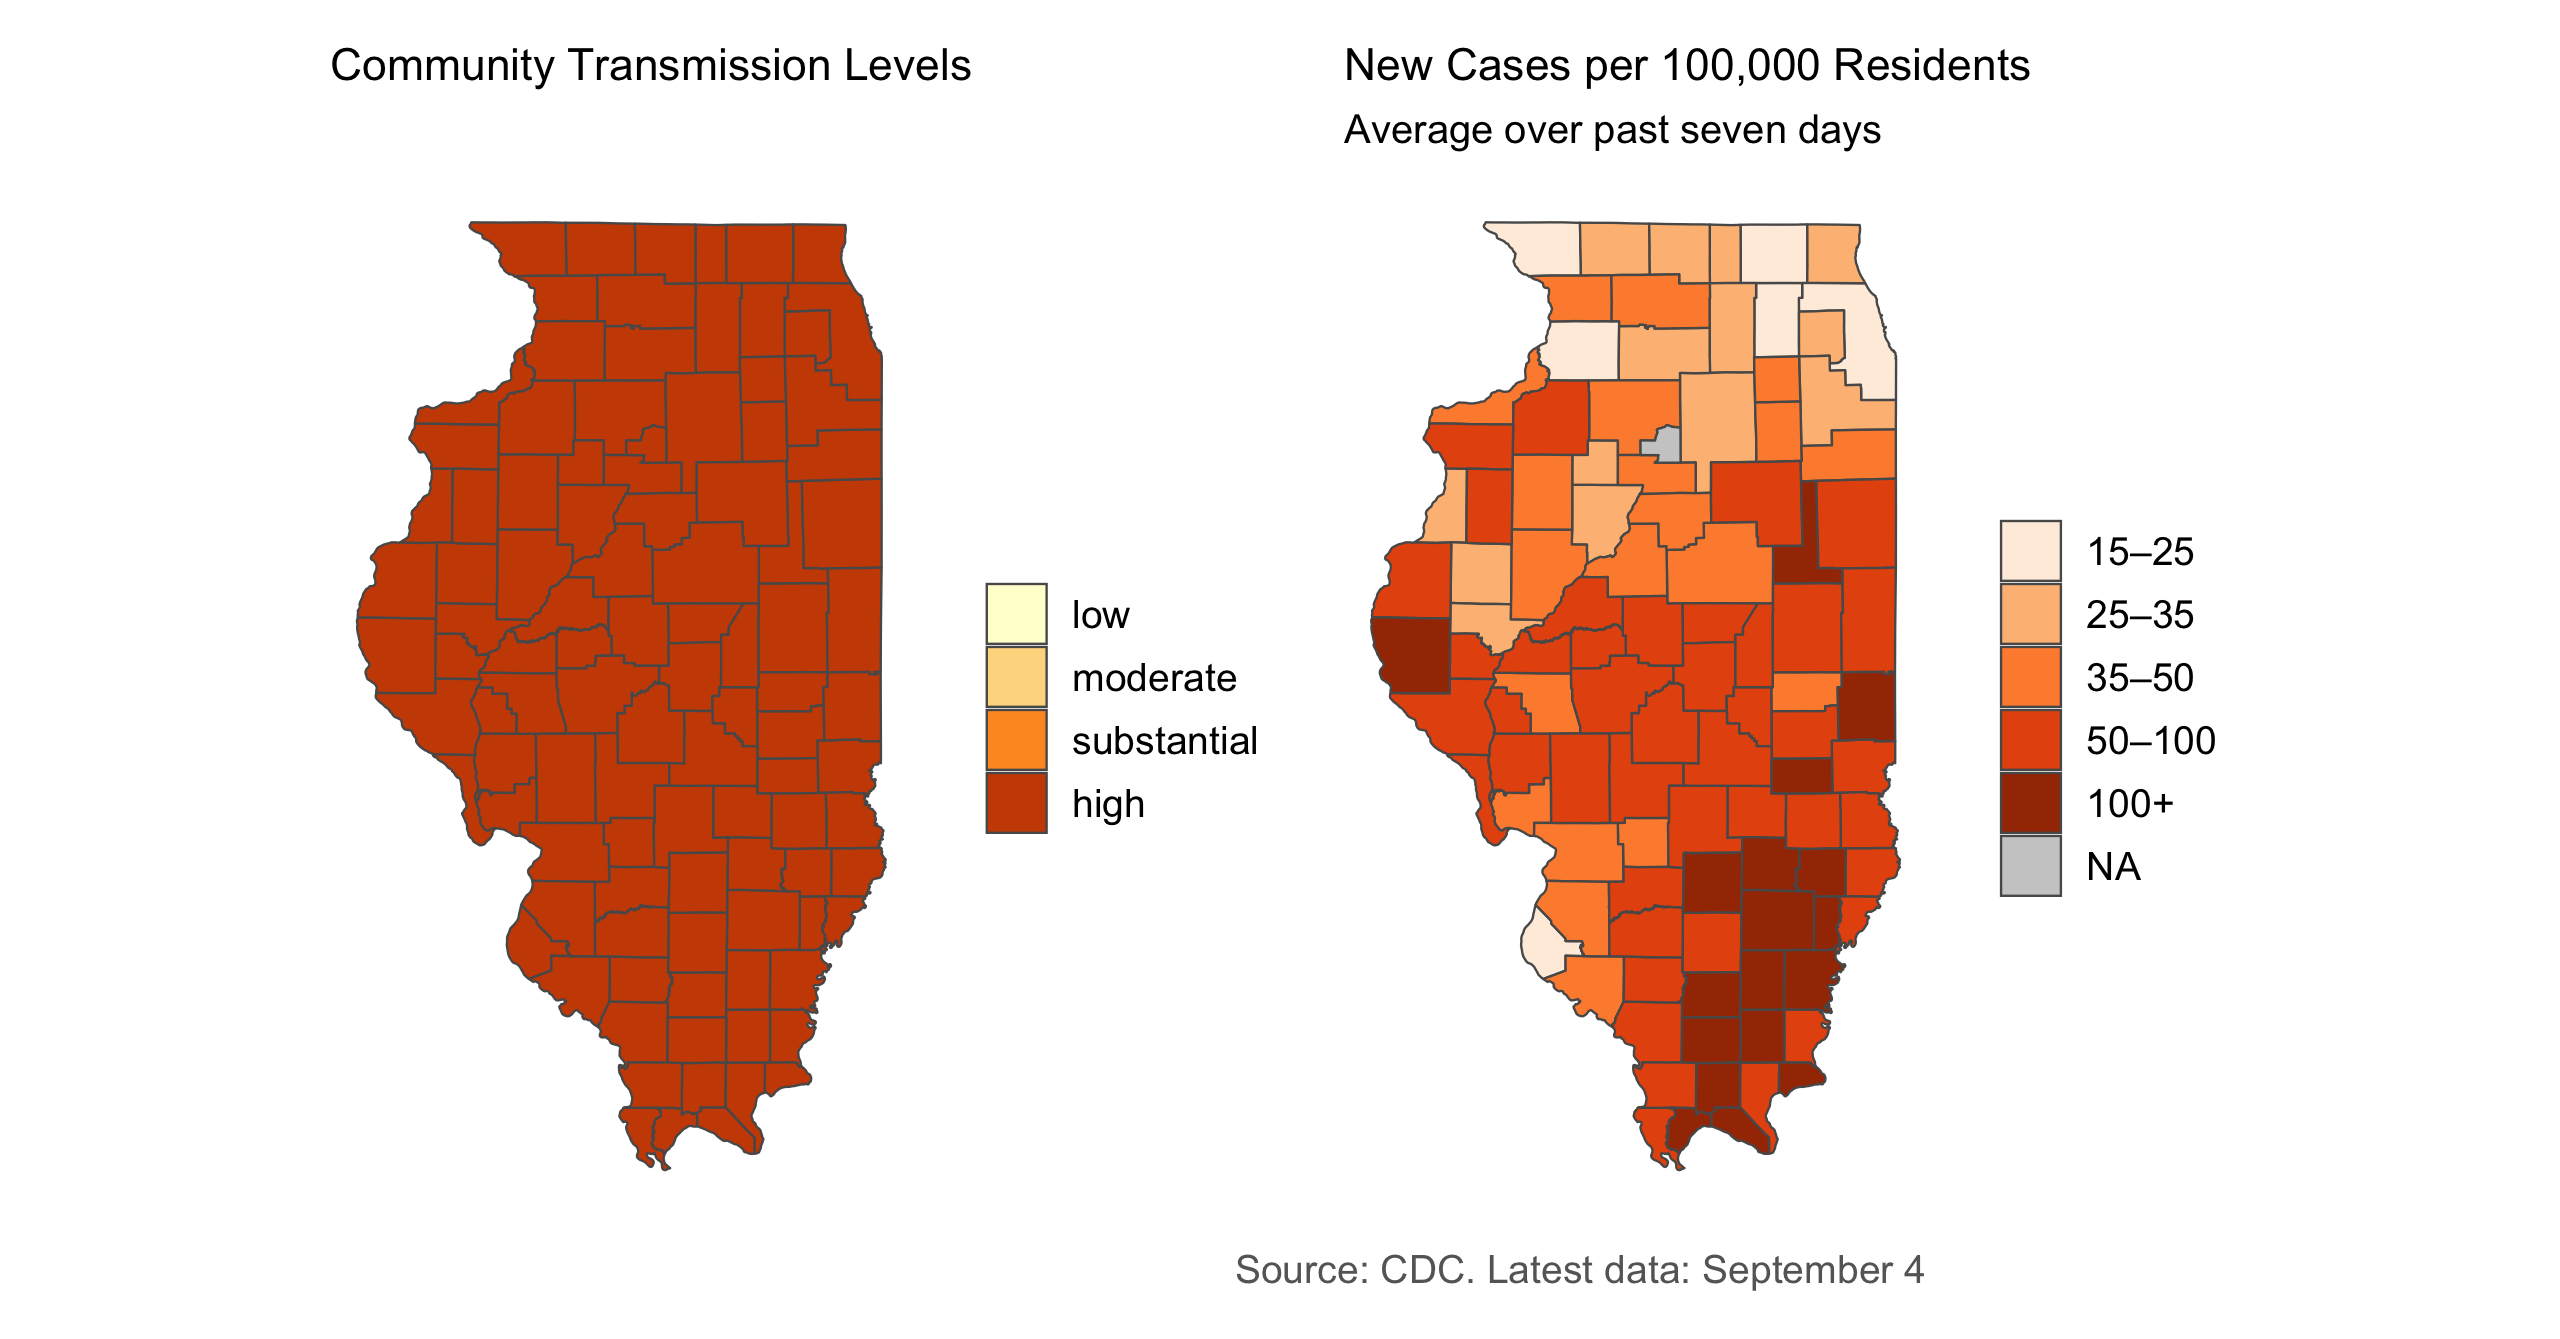 Community Transmission Levels
low
moderate
substantial
high
New Cases per 100,000 Residents
Average over past seven days
15–25
25–35
35–50
50–100
100+
NA
Source: CDC. Latest data: September 4